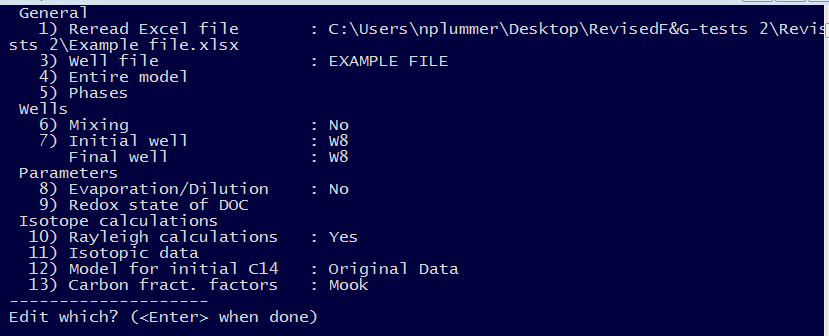 General
1) Reread Excel file : C:\Users\nplummer\Desktop\RevisedF&G-tests 2\Revis
sts 2\Example file.xlsx
3) Well file : EXAMPLE FILE
4) Entire model
5) Phases
Wells
6) Mixing : No
7) Initial well : W8
Final well : W8
Parameters
8) Evaporation/Dilution : No
9) Redox state of DOC
Isotope calculations
10) Rayleigh calculations : Yes
11) Isotopic data
12) Model for initial C14 : Original Data
13) Carbon fract. factors : Mook
--------------------
Edit which? (<Enter> when done)